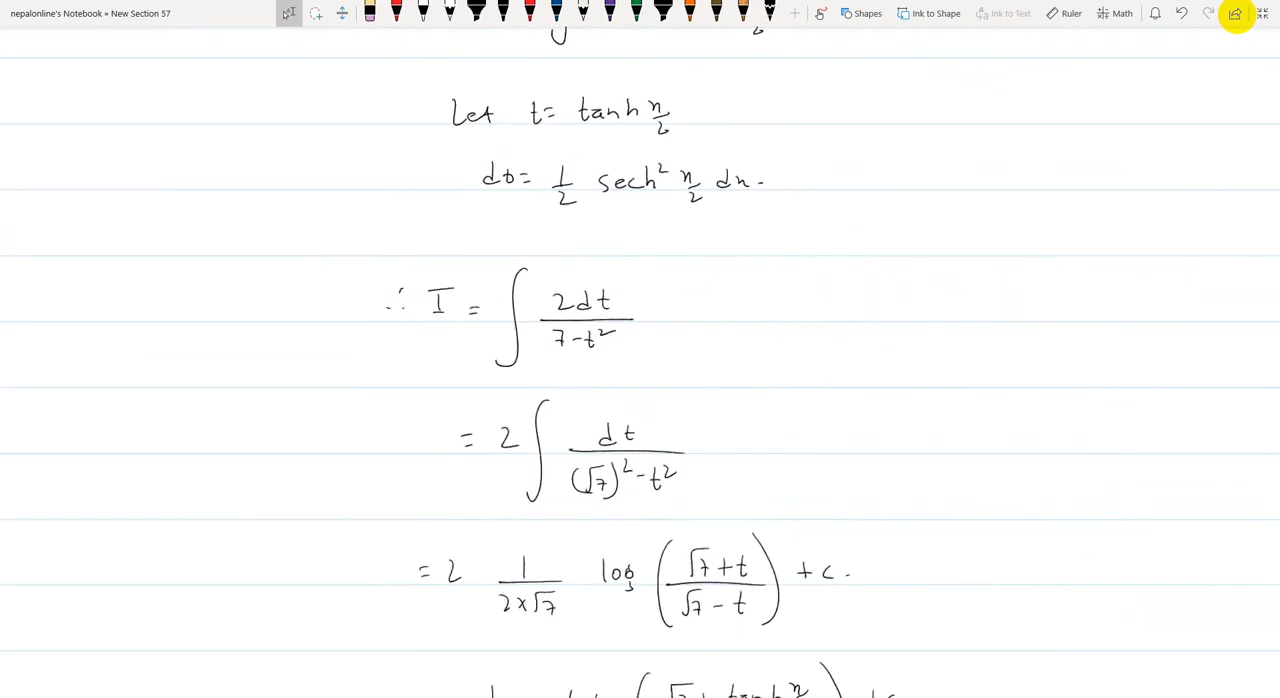 nepalonline's Notebook » New Section 57
Shapes Ink to Shape Ink to Text Ruler Math
Let t = tanh x/2
dt = 1/2 sech² x/2 dx.
∴ I = ∫ 2dt / 7-t²
= 2 ∫ dt / (√7)² - t²
= 2 1 / 2×√7 log (√7 + t / √7 - t) + c.